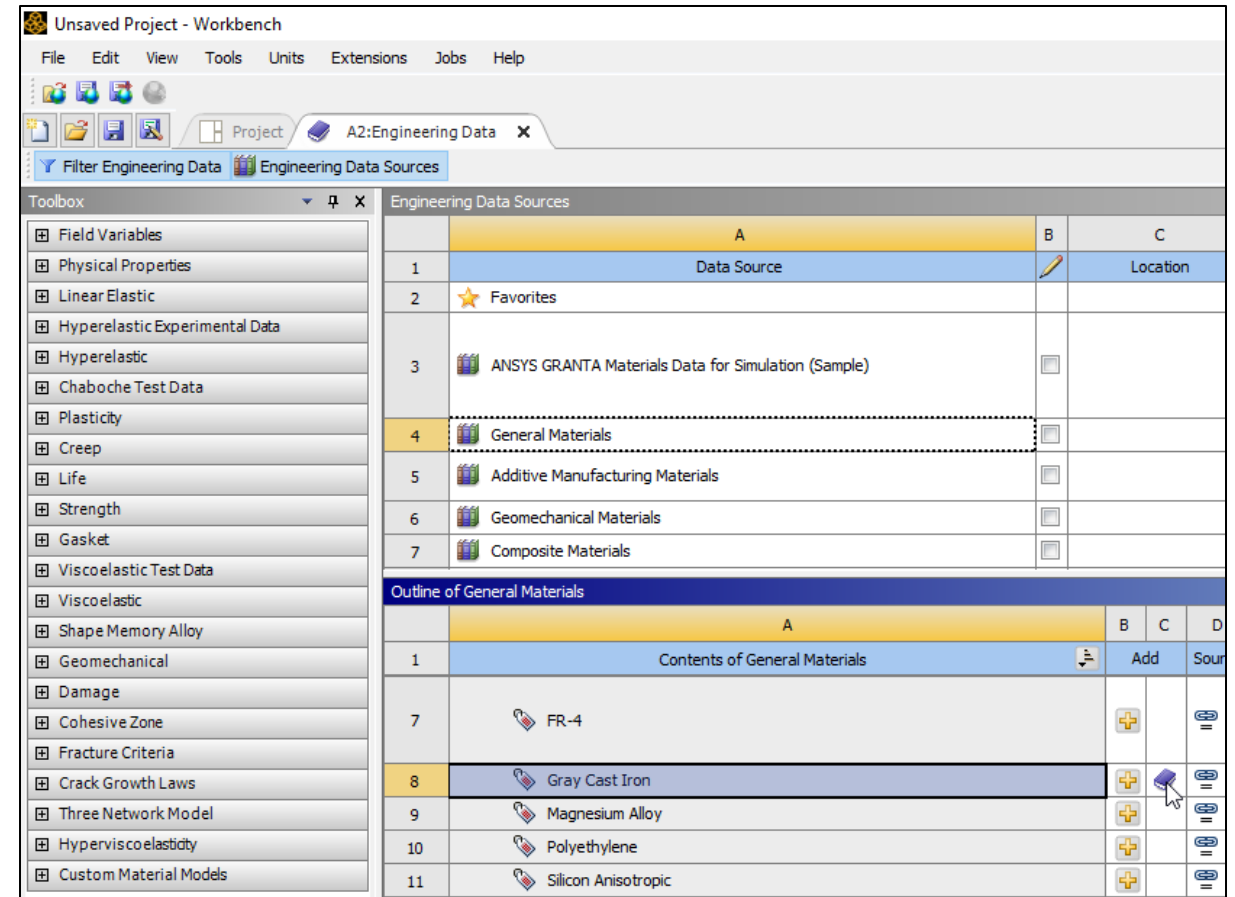 Unsaved Project - Workbench
File Edit View Tools Units Extensions Jobs Help
Project A2:Engineering Data
Filter Engineering Data Engineering Data Sources
Toolbox
Field Variables
Physical Properties
Linear Elastic
Hyperelastic Experimental Data
Hyperelastic
Chaboche Test Data
Plasticity
Creep
Life
Strength
Gasket
Viscoelastic Test Data
Viscoelastic
Shape Memory Alloy
Geomechanical
Damage
Cohesive Zone
Fracture Criteria
Crack Growth Laws
Three Network Model
Hyperviscoelasticity
Custom Material Models
Engineering Data Sources
A B C
1 Data Source Location
2 Favorites
3 ANSYS GRANTA Materials Data for Simulation (Sample)
4 General Materials
5 Additive Manufacturing Materials
6 Geomechanical Materials
7 Composite Materials
Outline of General Materials
A B C D
1 Contents of General Materials Add Sour
7 FR-4
8 Gray Cast Iron
9 Magnesium Alloy
10 Polyethylene
11 Silicon Anisotropic